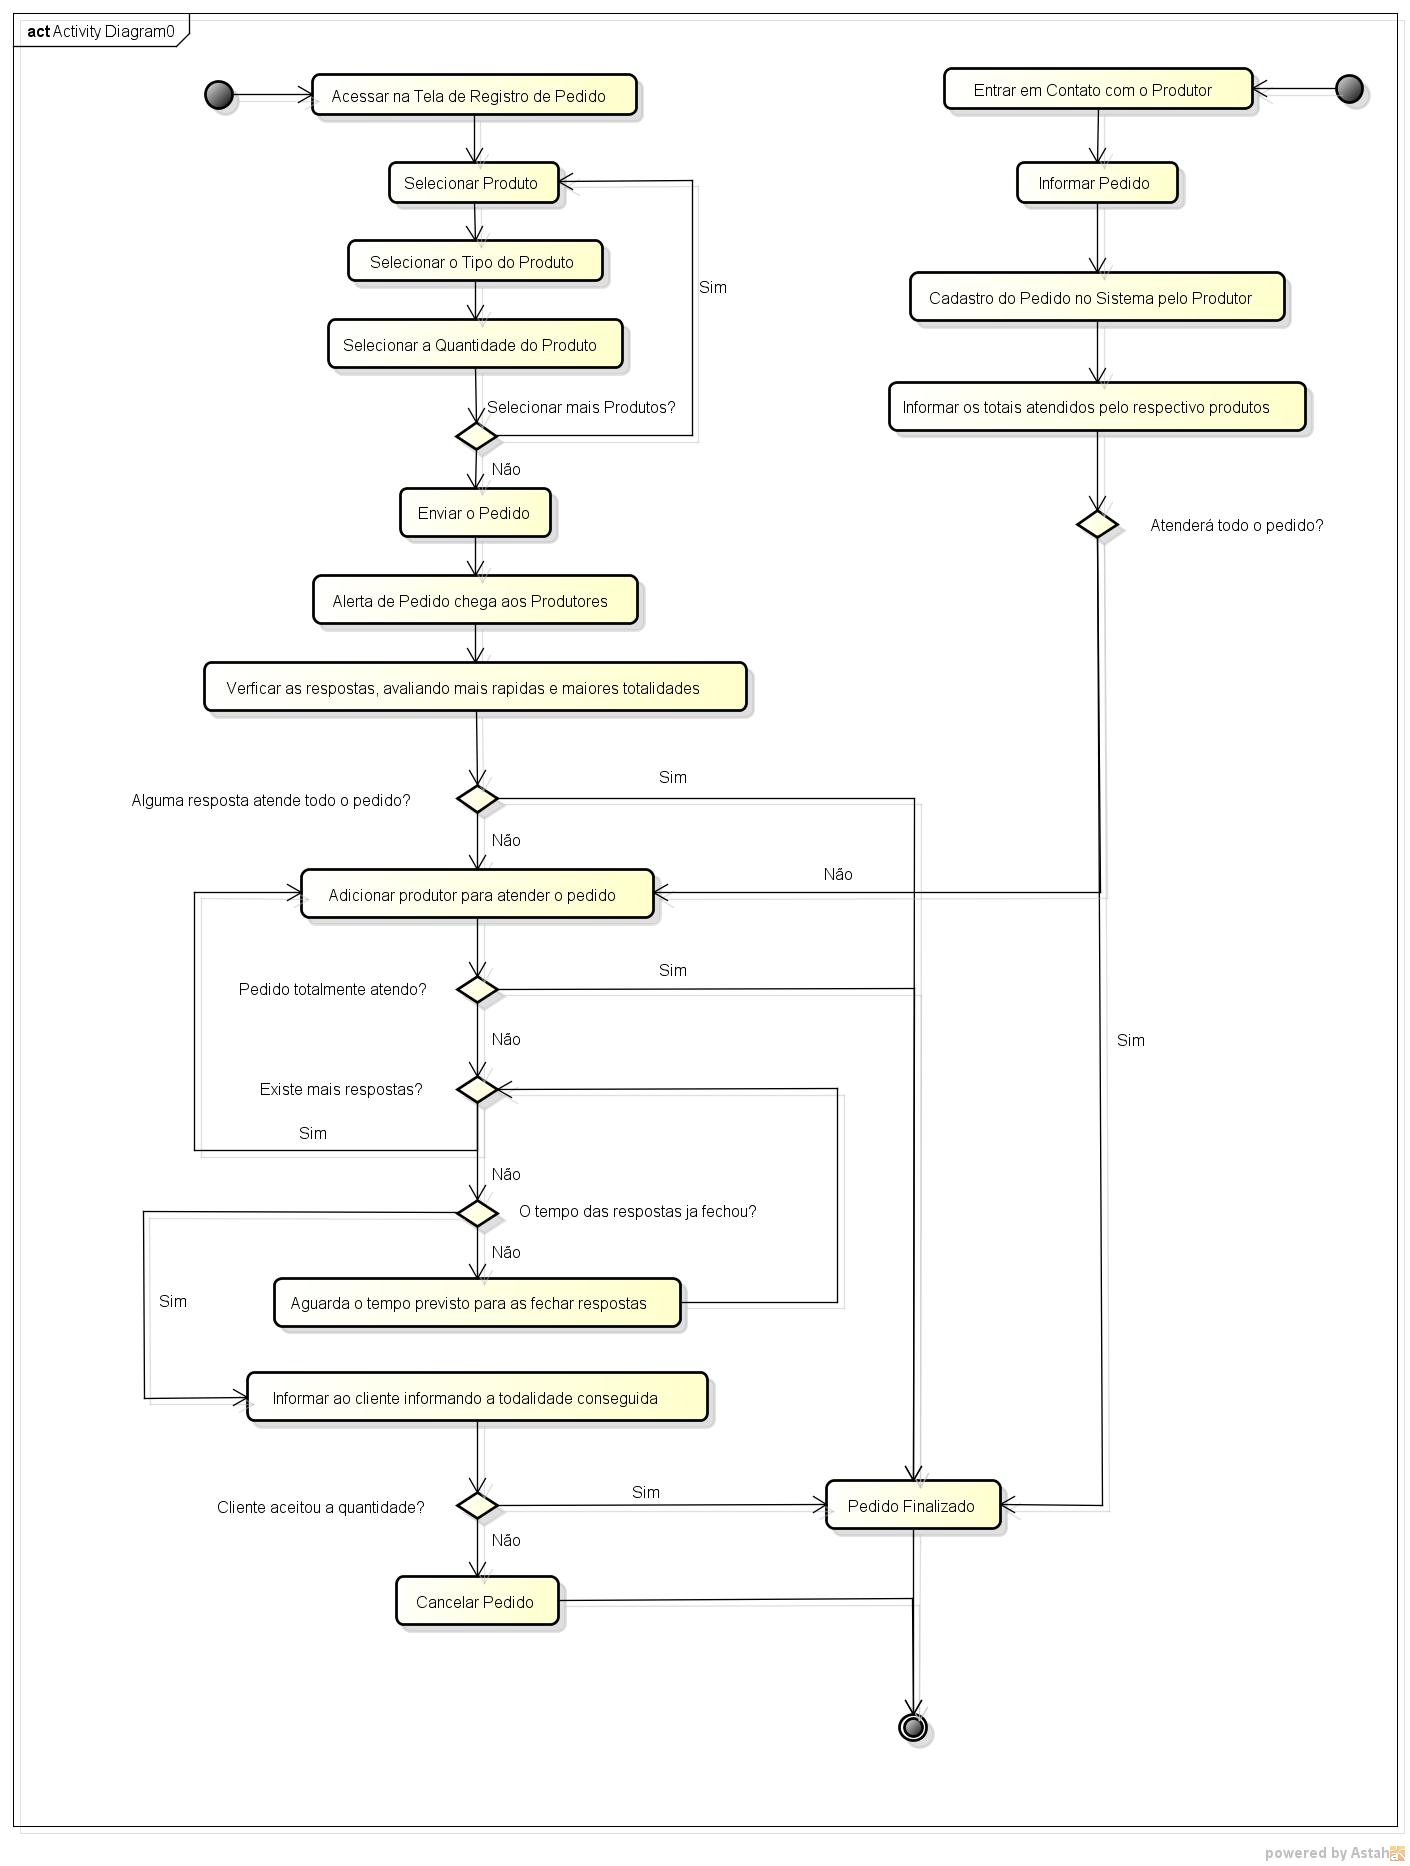 act Activity Diagram0
Acessar na Tela de Registro de Pedido
Entrar em Contato com o Produtor
Selecionar Produto
Informar Pedido
Selecionar o Tipo do Produto
Sim
Cadastro do Pedido no Sistema pelo Produtor
Selecionar a Quantidade do Produto
Selecionar mais Produtos?
Informar os totais atendidos pelo respectivo produtos
Não
Enviar o Pedido
Atenderá todo o pedido?
Alerta de Pedido chega aos Produtores
Verficar as respostas, avaliando mais rapidas e maiores totalidades
Sim
Alguma resposta atende todo o pedido?
Não
Não
Adicionar produtor para atender o pedido
Sim
Pedido totalmente atendo?
Não
Sim
Existe mais respostas?
Sim
Não
O tempo das respostas ja fechou?
Não
Sim
Aguarda o tempo previsto para as fechar respostas
Informar ao cliente informando a todalidade conseguida
Sim
Cliente aceitou a quantidade?
Pedido Finalizado
Não
Cancelar Pedido
powered by Astah